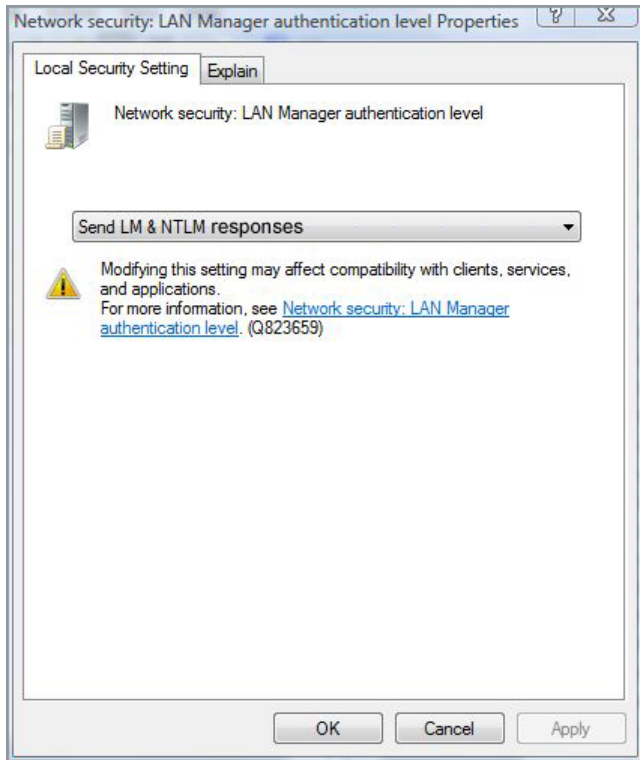 Network security: LAN Manager authentication level Properties
Local Security Setting
Explain
Network security: LAN Manager authentication level
Send LM & NTLM responses
Modifying this setting may affect compatibility with clients, services,
and applications.
For more information, see Network security: LAN Manager
authentication level. (Q823659)
OK
Cancel
Apply